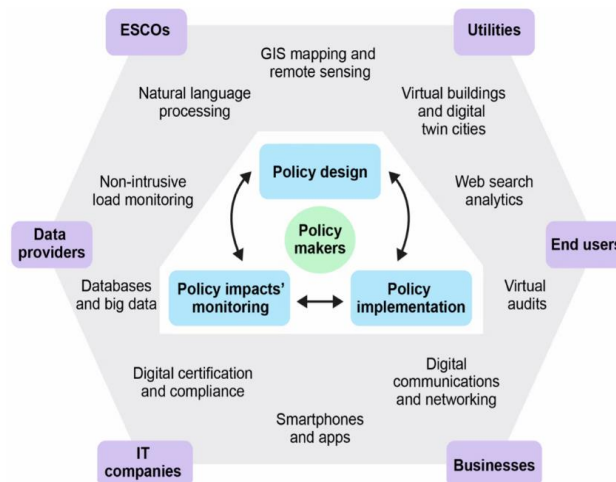 ESCOs
Utilities
GIS mapping and
remote sensing
Natural language
processing
Virtual buildings
and digital
twin cities
Policy design
Non-intrusive
load monitoring
Web search
analytics
Policy
makers
Data
providers
End users
Databases
and big data
Policy impacts’
monitoring
Policy
implementation
Virtual
audits
Digital certification
and compliance
Digital
communications
and networking
Smartphones
and apps
IT
companies
Businesses